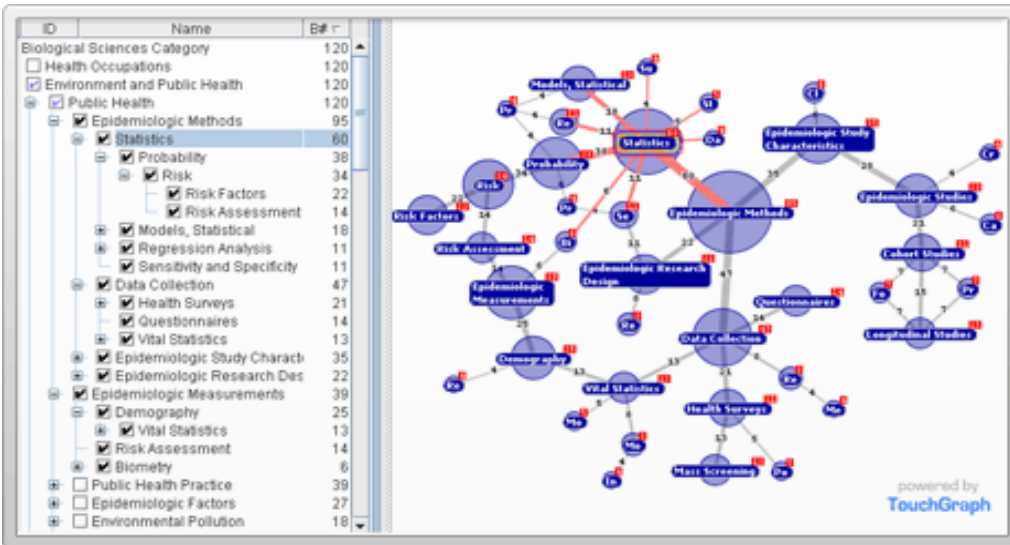 ID Name B#
Biological Sciences Category 120
Health Occupations 120
Environment and Public Health 120
Public Health 120
Epidemiologic Methods 95
Statistics 60
Probability 38
Risk 34
Risk Factors 22
Risk Assessment 14
Models, Statistical 18
Regression Analysis 11
Sensitivity and Specificity 11
Data Collection 47
Health Surveys 21
Questionnaires 14
Vital Statistics 13
Epidemiologic Study Characti 35
Epidemiologic Research Des 22
Epidemiologic Measurements 39
Demography 25
Vital Statistics 13
Risk Assessment 14
Biometry 6
Public Health Practice 39
Epidemiologic Factors 27
Environmental Pollution 18
Models, Statistical
Statistics
Probability
Risk
Risk Factors
Risk Assessment
Epidemiologic
Measurements
Epidemiologic Study
Characteristics
Epidemiologic Studies
Cohort Studies
Longitudinal Studies
Epidemiologic Methods
Epidemiologic Research
Design
Questionnaires
Data Collection
Demography
Vital Statistics
Health Surveys
Mass Screening
powered by
TouchGraph